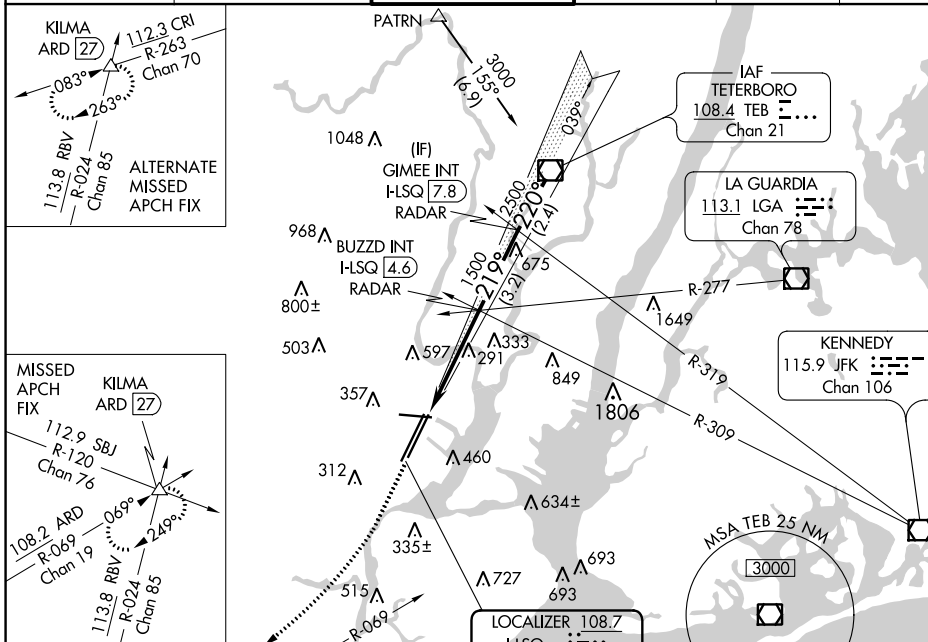 KILMA
ARD 27
112.3 CRI
R-263
Chan 70
083°
263°
113.8 RBV
R-024
Chan 85
ALTERNATE
MISSED
APCH FIX
PATRN
3000
155°
(6.9)
039°
IAF
TETERBORO
108.4 TEB
Chan 21
1048
(IF)
GIMEE INT
I-LSQ 7.8
RADAR
2500
220°
(2.4)
LA GUARDIA
113.1 LGA
Chan 78
968
BUZZD INT
I-LSQ 4.6
RADAR
1500
219°
(3.2)
675
R-277
800±
1649
503
597
291
333
849
R-319
KENNEDY
115.9 JFK
Chan 106
357
1806
R-309
MISSED
APCH
FIX
KILMA
ARD 27
112.9 SBJ
R-120
Chan 76
069°
249°
108.2 ARD
R-069
Chan 19
113.8 RBV
R-024
Chan 85
312
460
634±
335±
727
693
693
515
R-069
MSA TEB 25 NM
3000
LOCALIZER 108.7